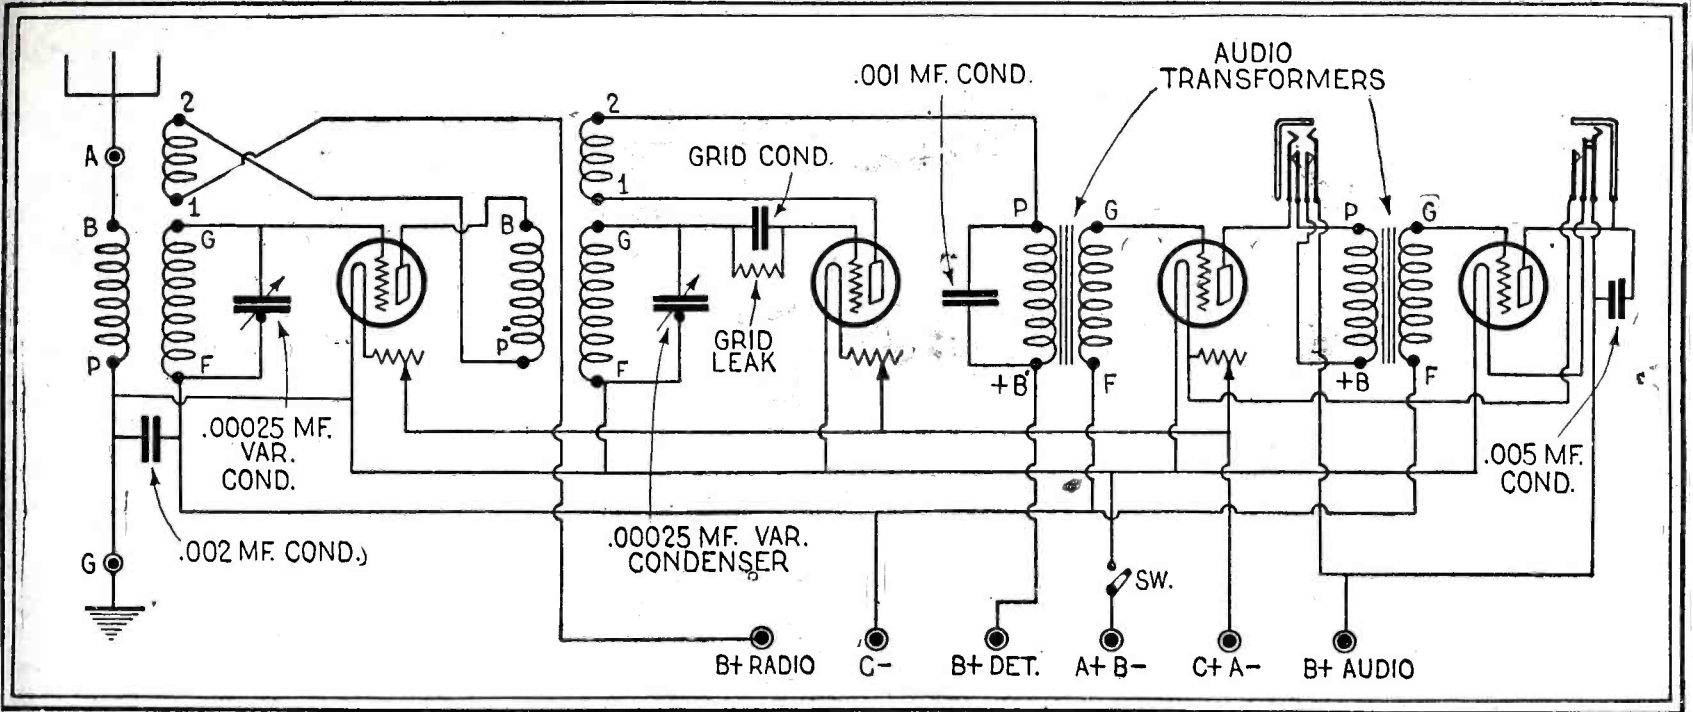 AUDIO
TRANSFORMERS
.001 MF. COND.
2
2
A
GRID COND.
1
1
B
G
B
G
P
G
P
G
GRID
LEAK
P
F
P
F
+B
F
+B
F
.00025 MF.
VAR.
COND.
.005 MF.
COND.
.002 MF. COND.
.00025 MF. VAR.
CONDENSER
G
SW.
B+ RADIO
C-
B+ DET.
A+ B-
C+ A-
B+ AUDIO